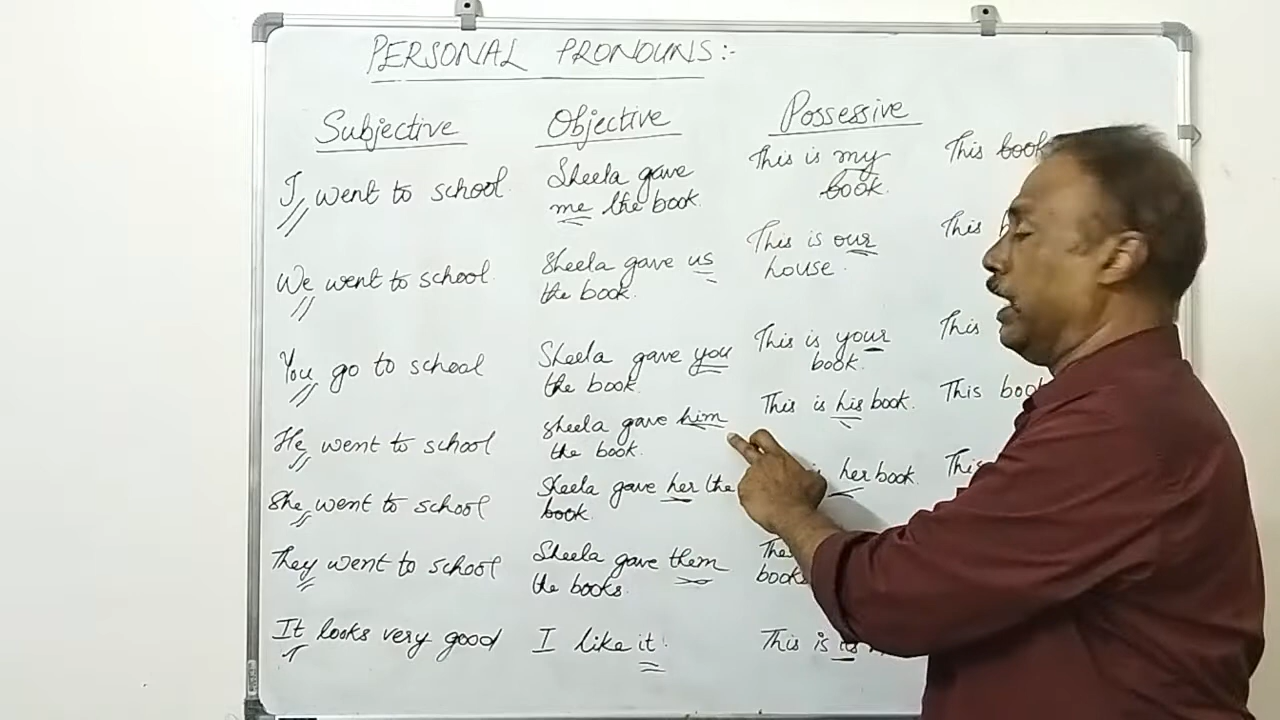 PERSONAL PRONOUNS:-
Subjective
I went to school
We went to school.
You go to school
He went to school
She went to school
They went to school
It looks very good
Objective
Sheela gave
me the book.
Sheela gave us
the book.
Sheela gave you
the book.
Sheela gave him
the book.
Sheela gave her the
book.
Sheela gave them
the books.
I like it.
Possessive
This is my
book.
This is our
house.
This is your
book.
This is his book.
her book.
books
This is its
This book
This
This
This book
This